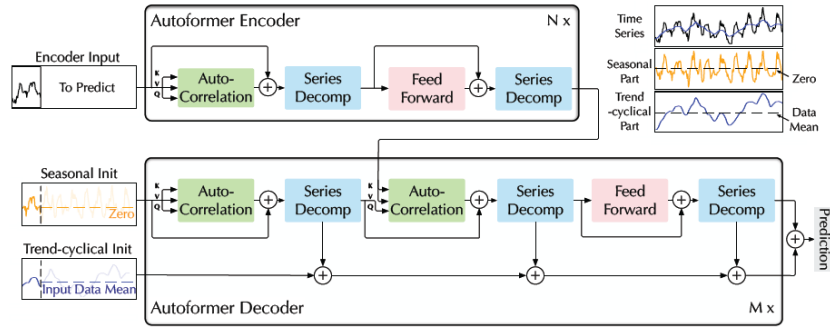 Autoformer Encoder
N x
Encoder Input
To Predict
K
V
Q
Auto-
Correlation
+
Series
Decomp
Feed
Forward
+
Series
Decomp
Time
Series
Seasonal
Part
Zero
Trend
-cyclical
Part
Data
Mean
Seasonal Init
Zero
K
V
Q
Auto-
Correlation
+
Series
Decomp
K
V
Q
Auto-
Correlation
+
Series
Decomp
Feed
Forward
+
Series
Decomp
Trend-cyclical Init
Input Data Mean
+
+
+
+
Prediction
Autoformer Decoder
M x